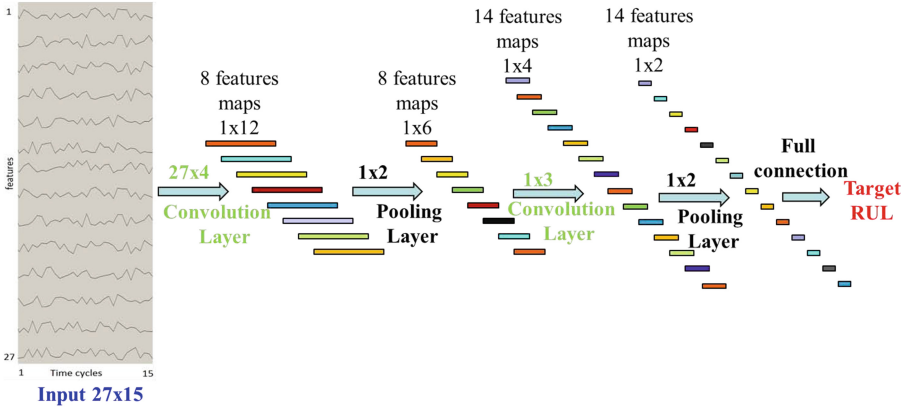 1
features
27
1
Time cycles
15
Input 27x15
8 features
maps
1x12
27x4
Convolution
Layer
8 features
maps
1x6
1x2
Pooling
Layer
14 features
maps
1x4
1x3
Convolution
Layer
14 features
maps
1x2
1x2
Pooling
Layer
Full
connection
Target
RUL